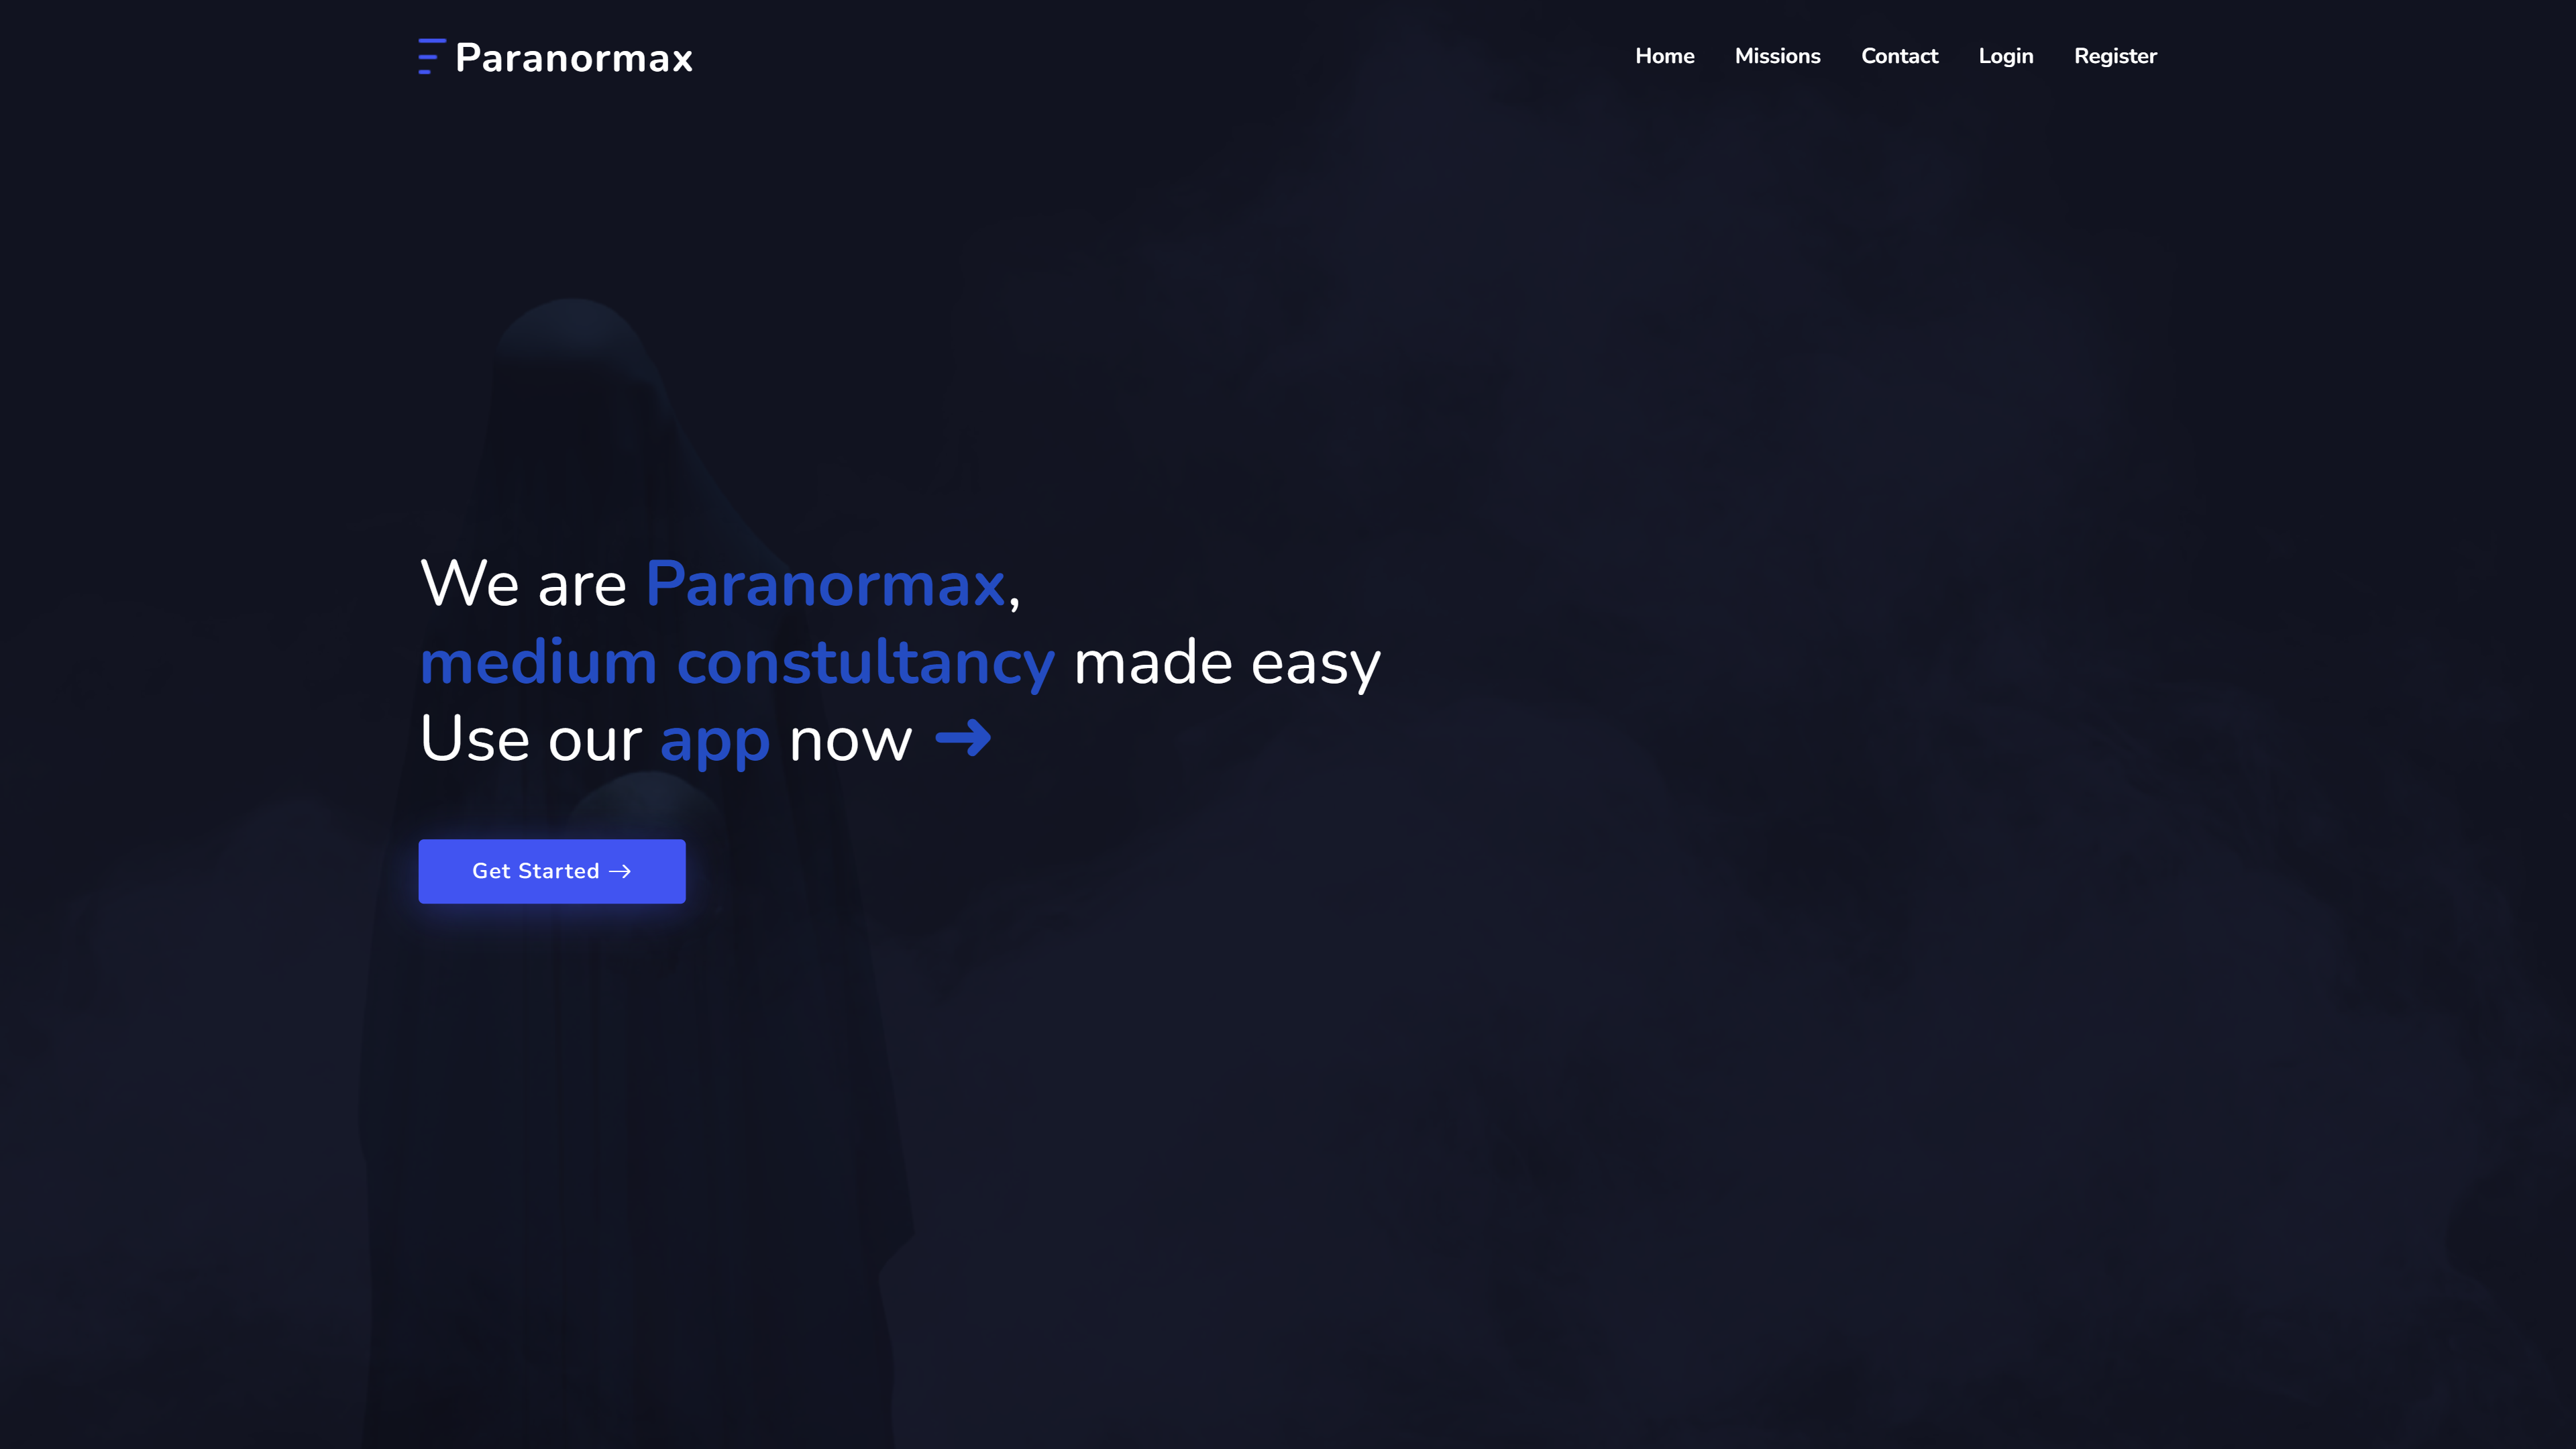 Paranormax
Home Missions Contact Login Register
We are Paranormax,
medium constultancy made easy
Use our app now →
Get Started →